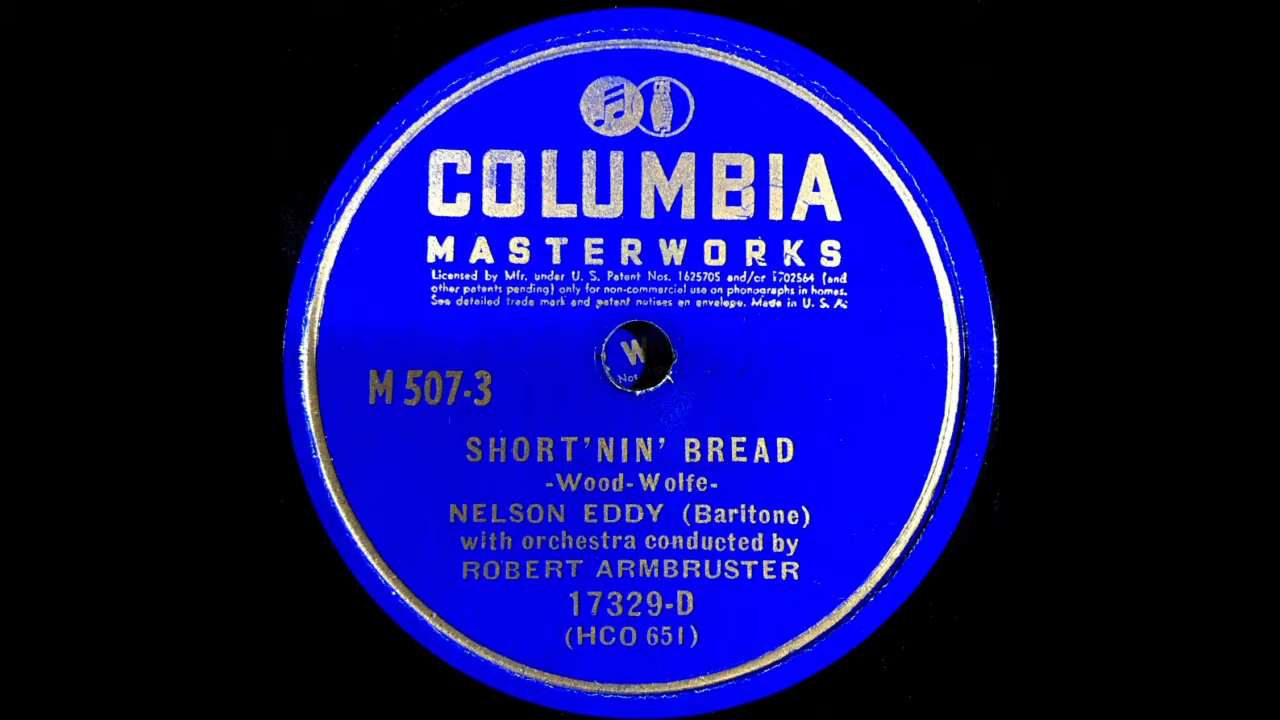 COLUMBIA
MASTERWORKS
Licensed by Mfr. under U. S. Patent Nos. 1625705 and/or 1702564 (and
other patents pending) only for non-commercial use on phonographs in homes.
See detailed trade mark and patent notices on envelope. Made in U. S. A.
W
M 507-3
SHORT'NIN' BREAD
-Wood-Wolfe-
NELSON EDDY (Baritone)
with orchestra conducted by
ROBERT ARMBRUSTER
17329-D
(HCO 651)